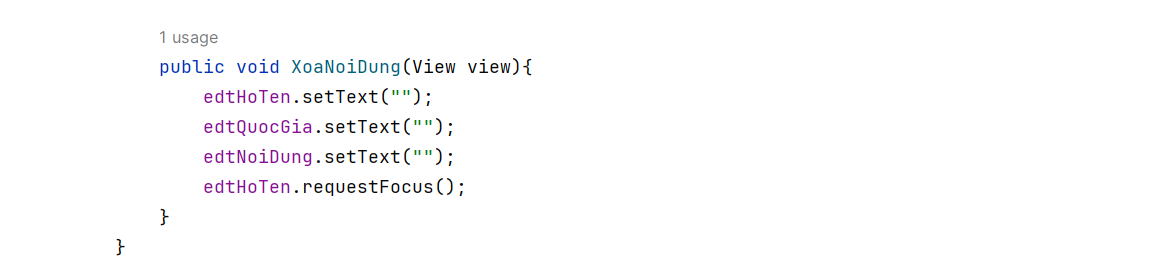 1 usage
public void XoaNoiDung(View view){
edtHoTen.setText("");
edtQuocGia.setText("");
edtNoiDung.setText("");
edtHoTen.requestFocus();
}
}